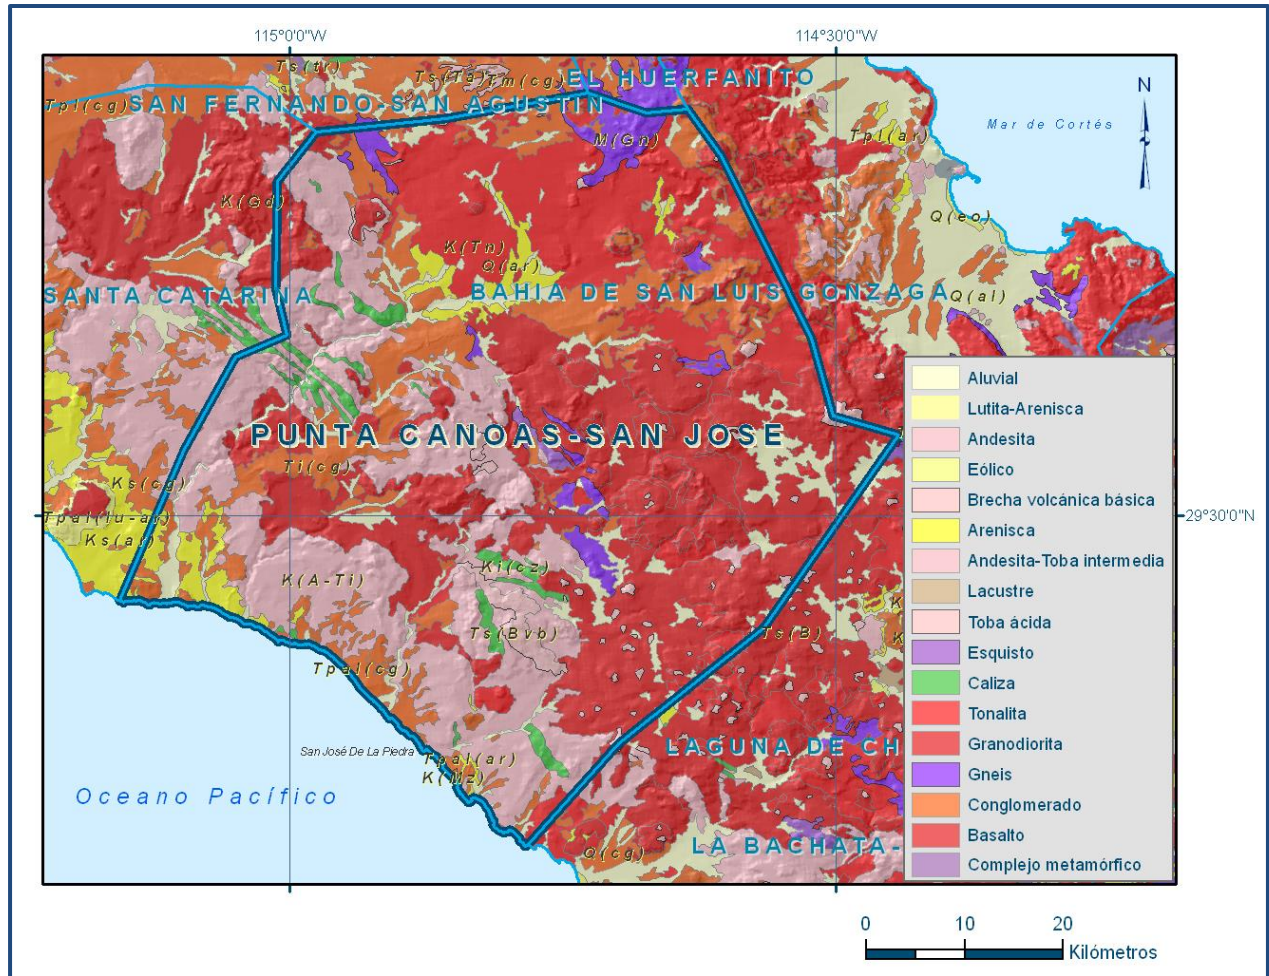 115°0'0"W
114°30'0"W
Ts(tr)
Ts(Ta)
Tm(cg)
EL HUERFANITO
Tpl(cg)
SAN FERNANDO-SAN AGUSTIN
N
Mar de Cortés
M(Gn)
Tpl(ar)
K(Gd)
Q(eo)
K(Tn)
Q(ar)
SANTA CATARINA
BAHIA DE SAN LUIS GONZAGA
Q(al)
PUNTA CANOAS-SAN JOSE
Ti(cg)
Ks(cg)
Tpal(lu-ar)
29°30'0"N
Ks(ar)
K(A-Ti)
Ki(cz)
Ts(Bvb)
Ts(B)
Tpal(cg)
San José De La Piedra
Tpal(ar)
K(Mz)
LAGUNA DE CH
Oceano Pacífico
Q(cg)
LA BACHATA-
Aluvial
Lutita-Arenisca
Andesita
Eólico
Brecha volcánica básica
Arenisca
Andesita-Toba intermedia
Lacustre
Toba ácida
Esquisto
Caliza
Tonalita
Granodiorita
Gneis
Conglomerado
Basalto
Complejo metamórfico
0 10 20
Kilómetros